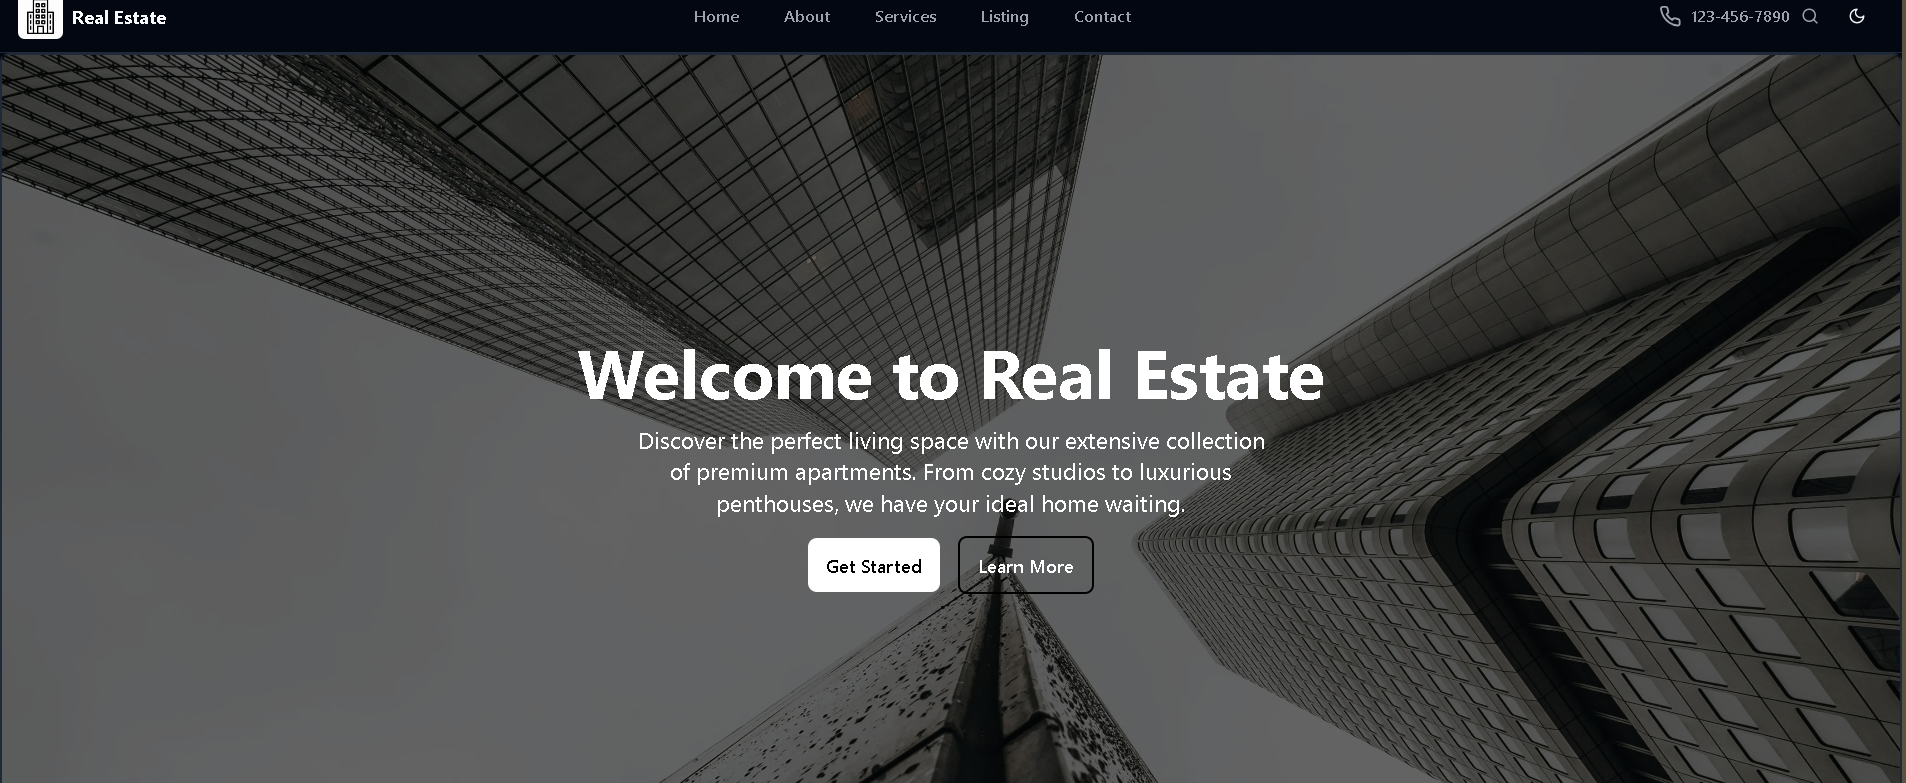 Real Estate
Home
About
Services
Listing
Contact
123-456-7890
Welcome to Real Estate
Discover the perfect living space with our extensive collection
of premium apartments. From cozy studios to luxurious
penthouses, we have your ideal home waiting.
Get Started
Learn More